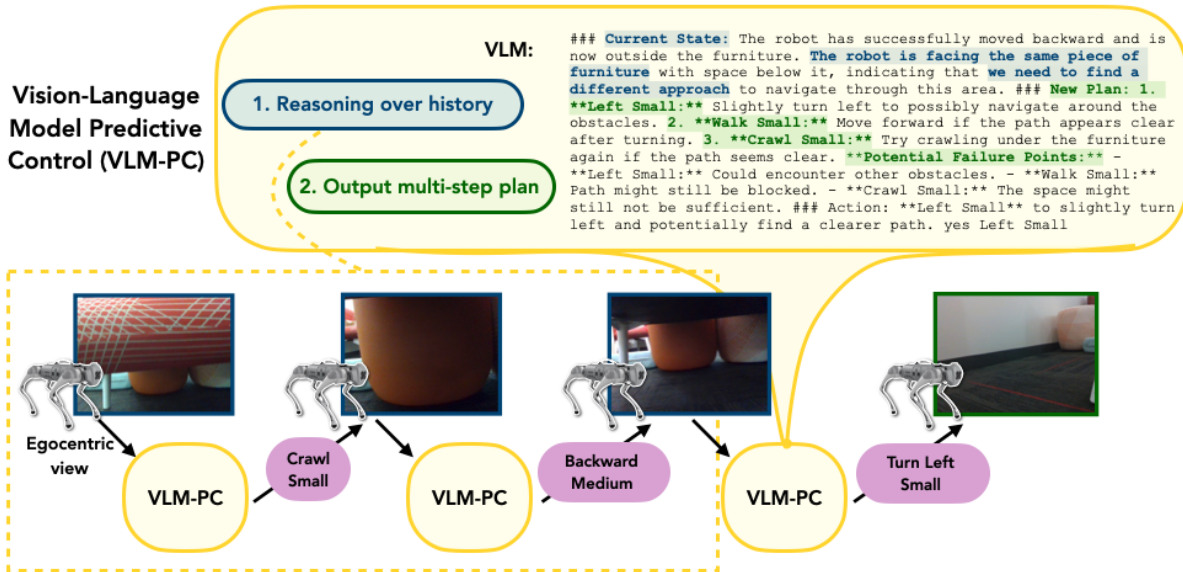 Vision-Language
Model Predictive
Control (VLM-PC)
1. Reasoning over history
2. Output multi-step plan
VLM:
### Current State: The robot has successfully moved backward and is
now outside the furniture. The robot is facing the same piece of
furniture with space below it, indicating that we need to find a
different approach to navigate through this area. ### New Plan: 1.
**Left Small:** Slightly turn left to possibly navigate around the
obstacles. 2. **Walk Small:** Move forward if the path appears clear
after turning. 3. **Crawl Small:** Try crawling under the furniture
again if the path seems clear. **Potential Failure Points:** -
**Left Small:** Could encounter other obstacles. - **Walk Small:**
Path might still be blocked. - **Crawl Small:** The space might
still not be sufficient. ### Action: **Left Small** to slightly turn
left and potentially find a clearer path. yes Left Small
Egocentric
view
VLM-PC
Crawl
Small
VLM-PC
Backward
Medium
VLM-PC
Turn Left
Small